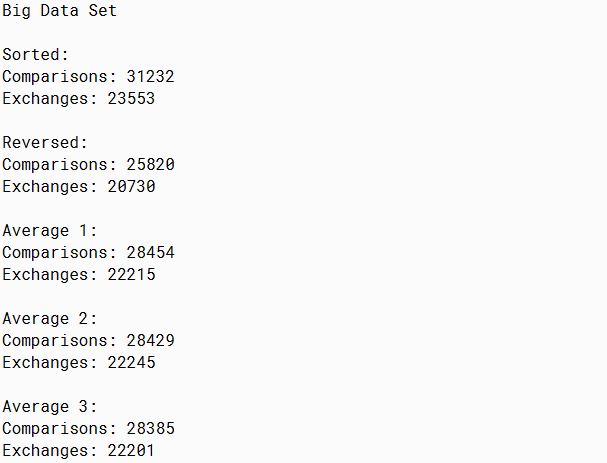 Big Data Set
Sorted:
Comparisons: 31232
Exchanges: 23553
Reversed:
Comparisons: 25820
Exchanges: 20730
Average 1:
Comparisons: 28454
Exchanges: 22215
Average 2:
Comparisons: 28429
Exchanges: 22245
Average 3:
Comparisons: 28385
Exchanges: 22201